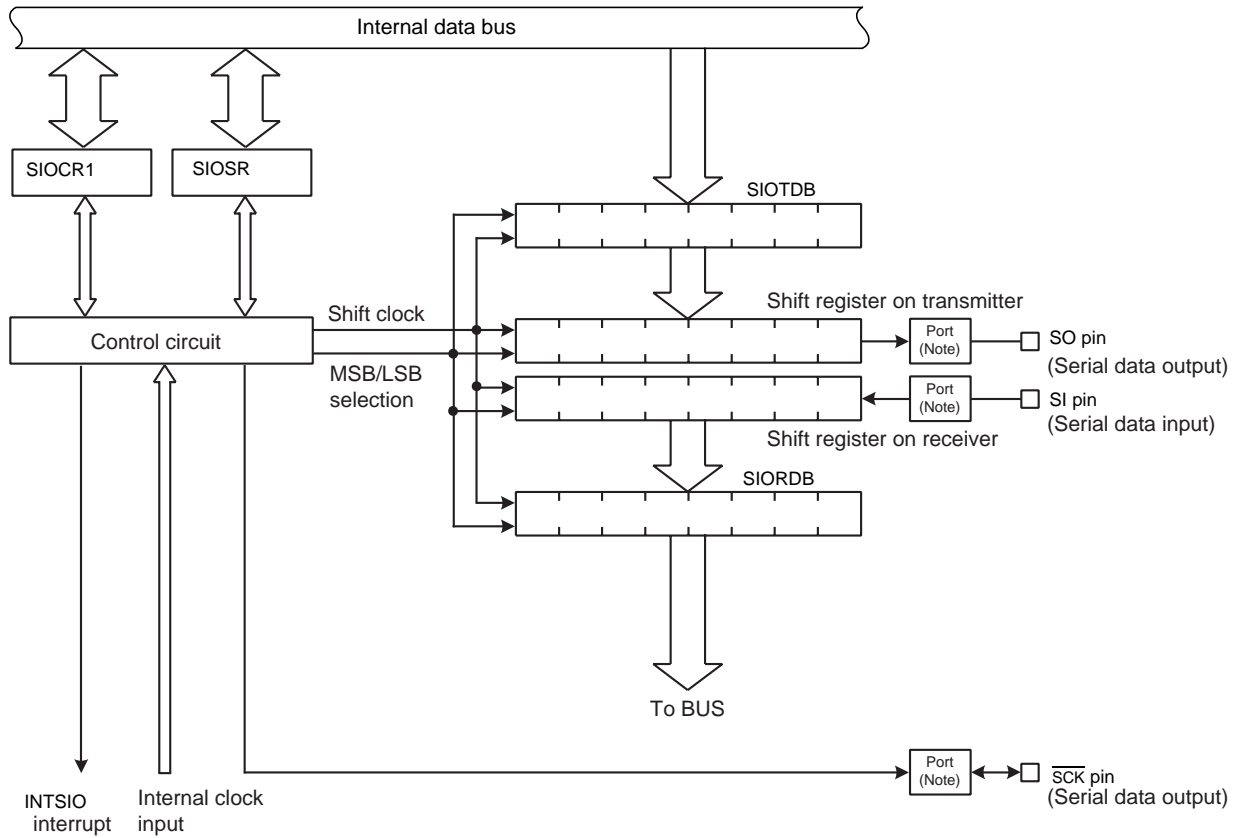 Internal data bus
SIOCR1
SIOSR
SIOTDB
Shift clock
Shift register on transmitter
Control circuit
MSB/LSB
selection
Port
(Note)
SO pin
(Serial data output)
Port
(Note)
SI pin
(Serial data input)
Shift register on receiver
SIORDB
To BUS
Port
(Note)
SCK pin
(Serial data output)
INTSIO
interrupt
Internal clock
input